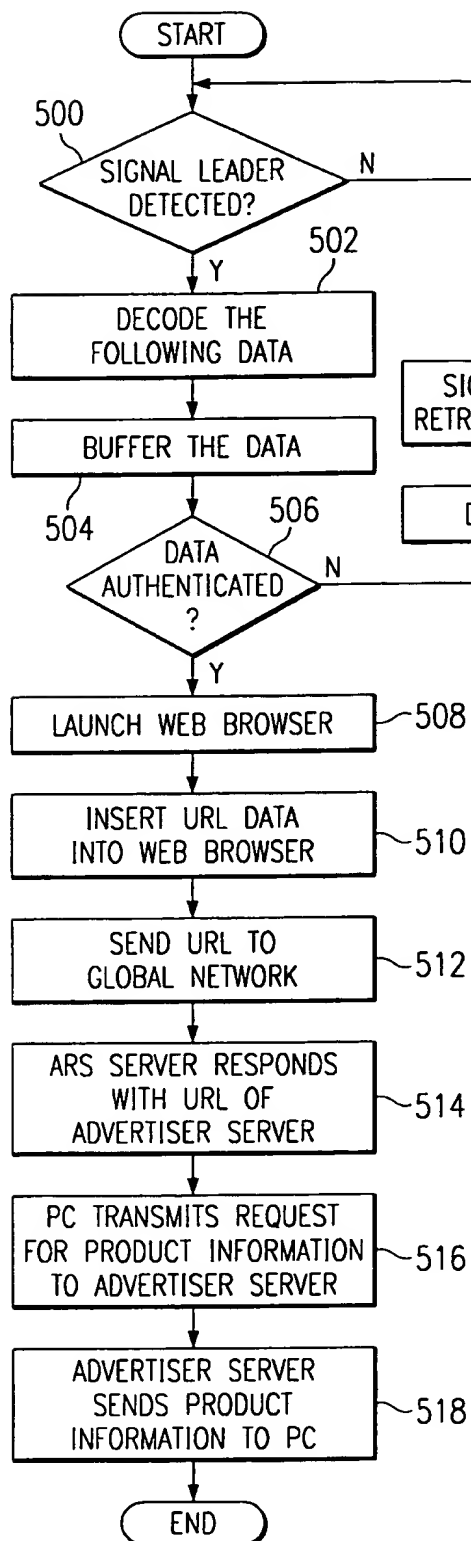 START
500
SIGNAL LEADER
DETECTED?
N
Y
502
DECODE THE
FOLLOWING DATA
BUFFER THE DATA
504
506
DATA
AUTHENTICATED
?
N
Y
LAUNCH WEB BROWSER
508
INSERT URL DATA
INTO WEB BROWSER
510
SEND URL TO
GLOBAL NETWORK
512
ARS SERVER RESPONDS
WITH URL OF
ADVERTISER SERVER
514
PC TRANSMITS REQUEST
FOR PRODUCT INFORMATION
TO ADVERTISER SERVER
516
ADVERTISER SERVER
SENDS PRODUCT
INFORMATION TO PC
518
END